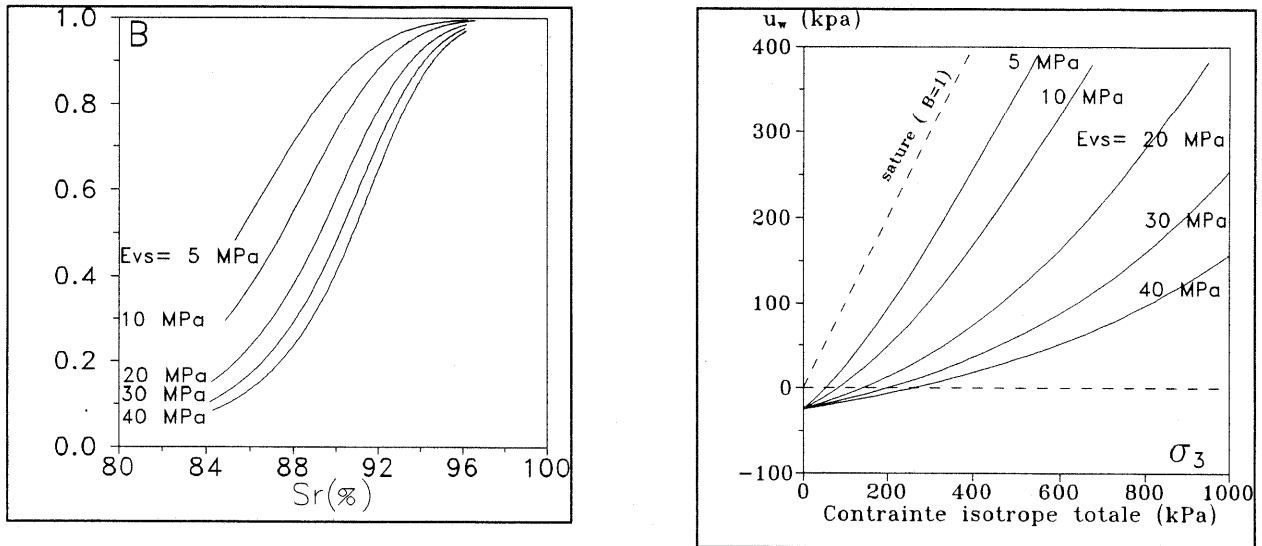 B
1.0
0.8
0.6
0.4
0.2
0.0
Evs= 5 MPa
10 MPa
20 MPa
30 MPa
40 MPa
80
84
88
92
96
100
Sr(%)
u_w (kpa)
400
300
200
100
0
-100
sature ( B=1)
5 MPa
10 MPa
Evs= 20 MPa
30 MPa
40 MPa
σ3
0
200
400
600
800
1000
Contrainte isotrope totale (kPa)